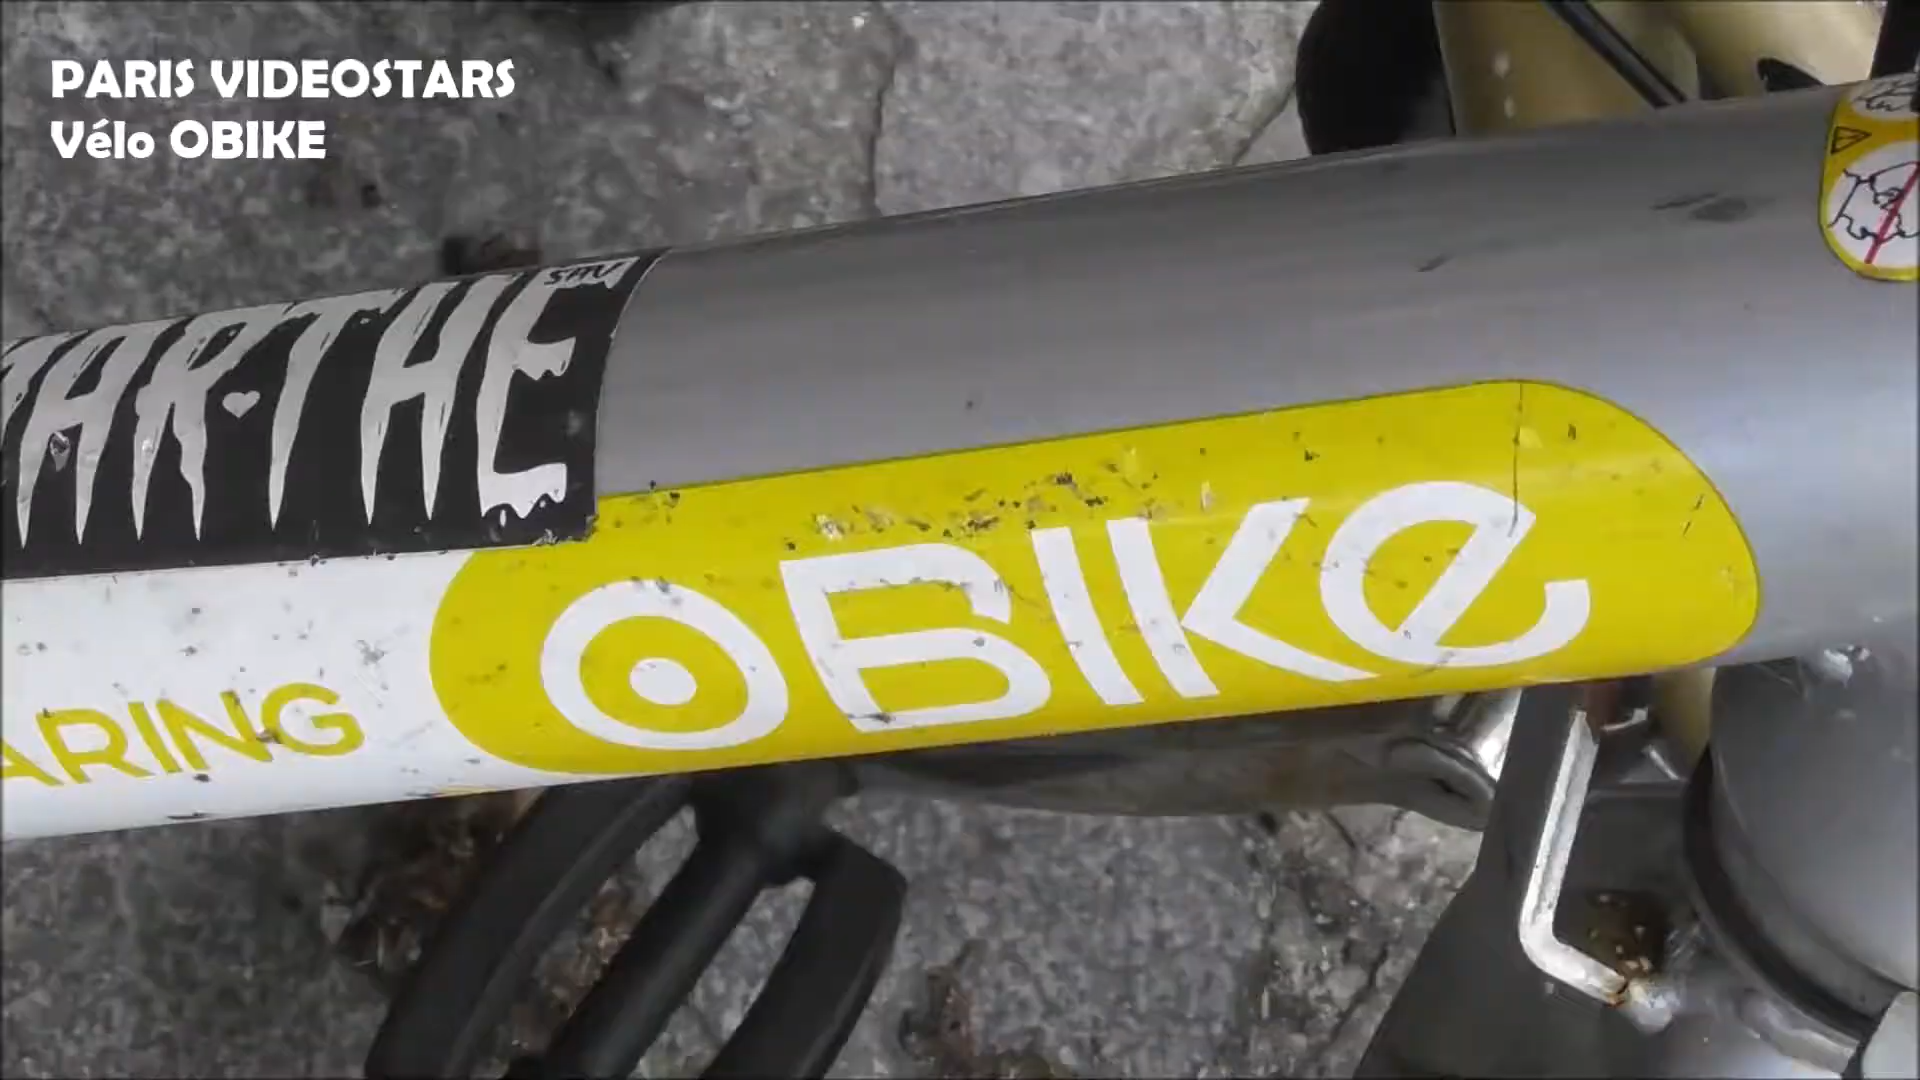 PARIS VIDEOSTARS
Vélo OBIKE
ARTHE
ARING
OBIKE